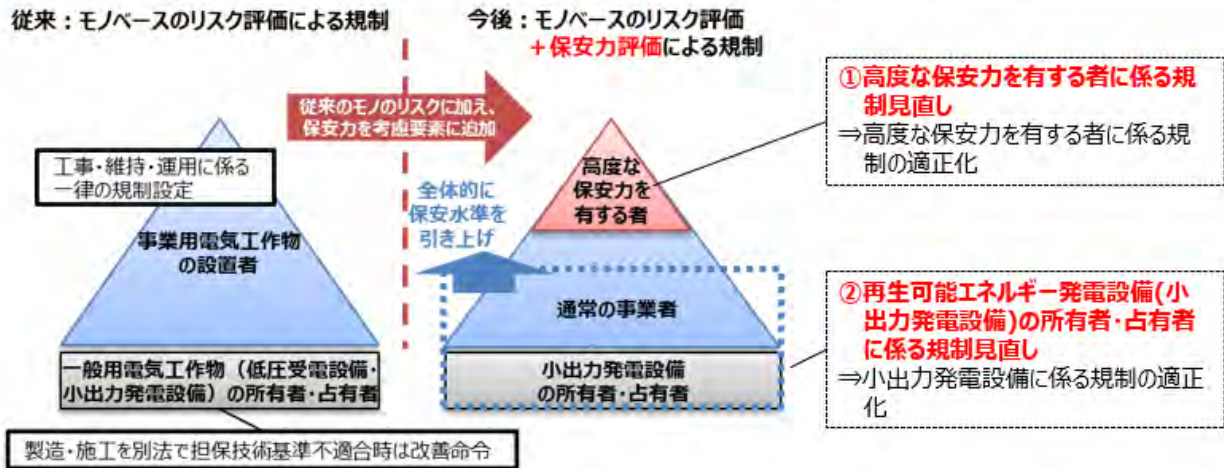 従来：モノベースのリスク評価による規制
今後：モノベースのリスク評価
＋保安力評価による規制
従来のモノのリスクに加え、
保安力を考慮要素に追加
工事・維持・運用に係る
一律の規制設定
事業用電気工作物
の設置者
一般用電気工作物（低圧受電設備・
小出力発電設備）の所有者・占有者
製造・施工を別法で担保技術基準不適合時は改善命令
全体的に
保安水準を
引き上げ
高度な
保安力を
有する者
通常の事業者
小出力発電設備
の所有者・占有者
①高度な保安力を有する者に係る規
制見直し
⇒高度な保安力を有する者に係る規
制の適正化
②再生可能エネルギー発電設備(小
出力発電設備)の所有者・占有者
に係る規制見直し
⇒小出力発電設備に係る規制の適正
化